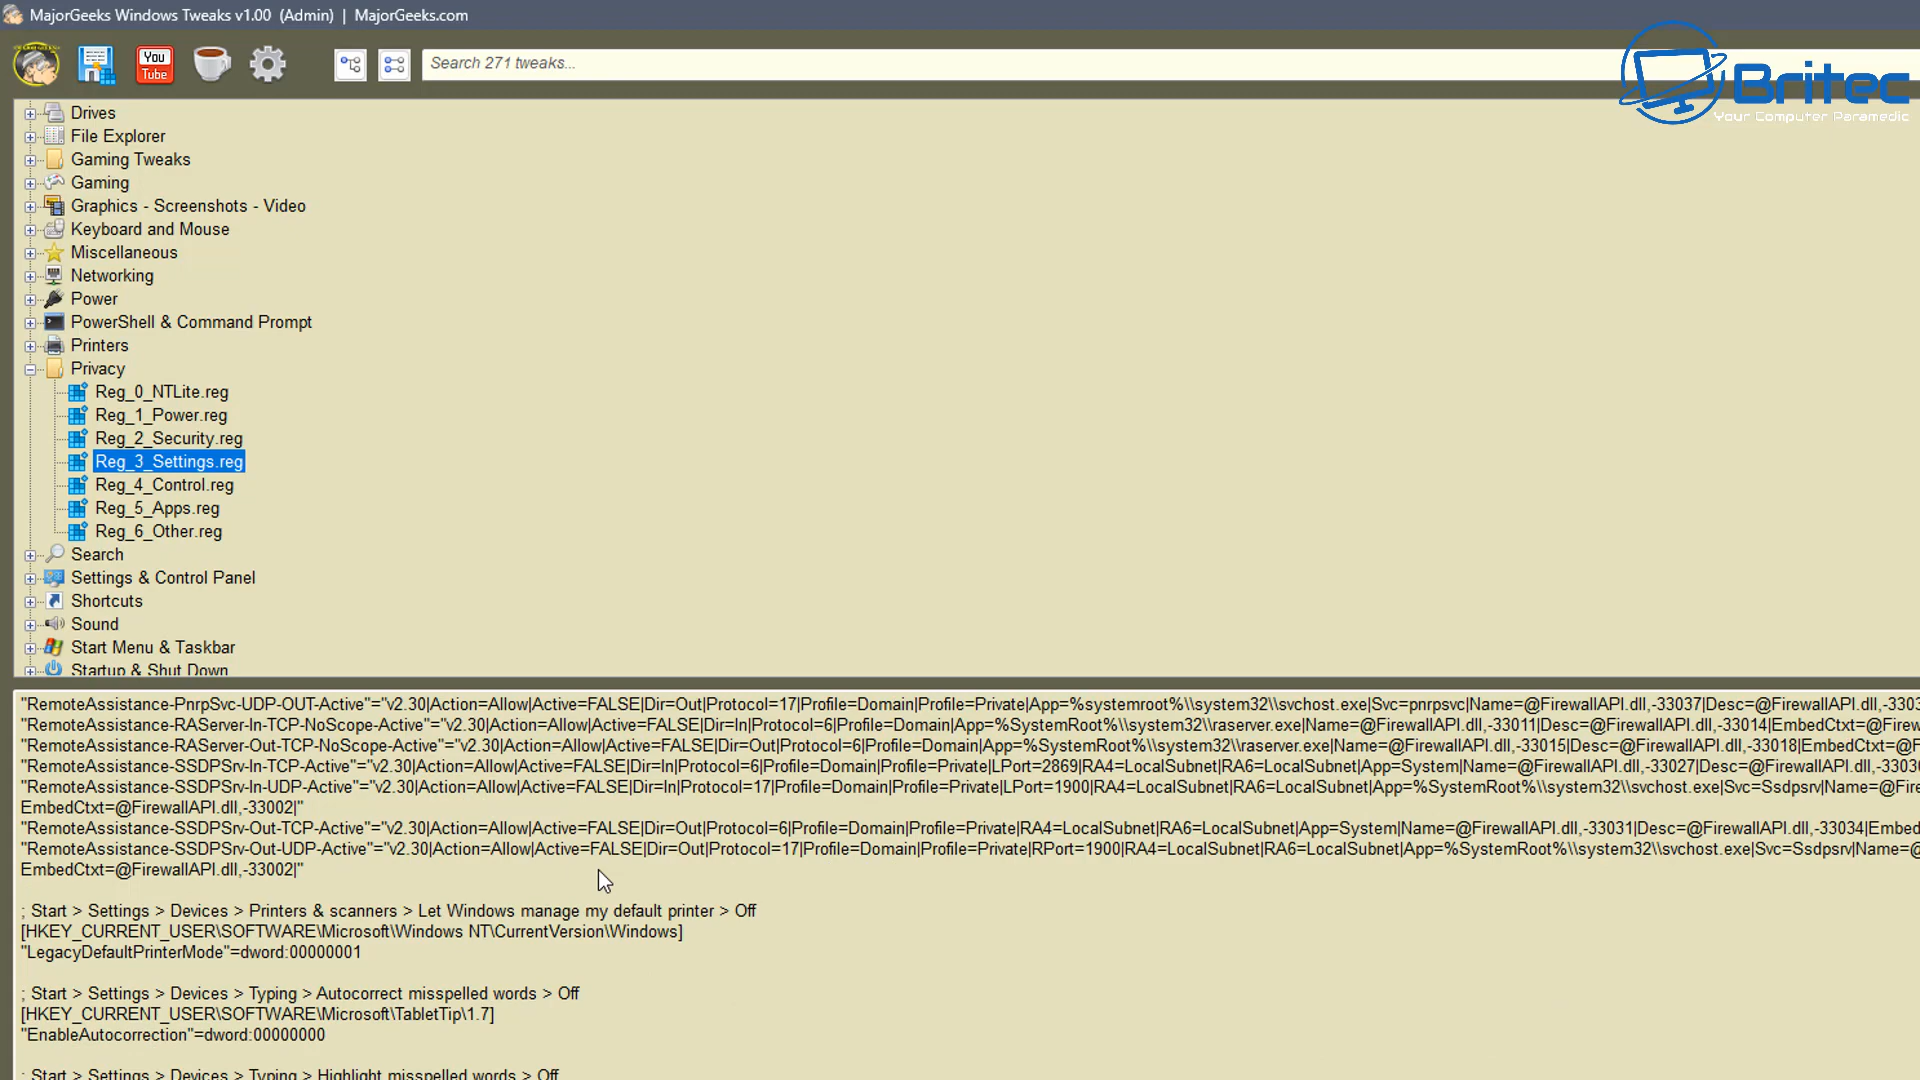 MajorGeeks Windows Tweaks v1.00 (Admin) | MajorGeeks.com
You
Tube
Search 271 tweaks...
Britec
Your Computer Paramedic
Drives
File Explorer
Gaming Tweaks
Gaming
Graphics - Screenshots - Video
Keyboard and Mouse
Miscellaneous
Networking
Power
PowerShell & Command Prompt
Printers
Privacy
Reg_0_NTLite.reg
Reg_1_Power.reg
Reg_2_Security.reg
Reg_3_Settings.reg
Reg_4_Control.reg
Reg_5_Apps.reg
Reg_6_Other.reg
Search
Settings & Control Panel
Shortcuts
Sound
Start Menu & Taskbar
Startup & Shut Down
"RemoteAssistance-PnrpSvc-UDP-OUT-Active"="v2.30|Action=Allow|Active=FALSE|Dir=Out|Protocol=17|Profile=Domain|Profile=Private|App=%systemroot%\\system32\\svchost.exe|Svc=pnrpsvc|Name=@FirewallAPI.dll,-33037|Desc=@FirewallAPI.dll,-3303
"RemoteAssistance-RAServer-In-TCP-NoScope-Active"="v2.30|Action=Allow|Active=FALSE|Dir=In|Protocol=6|Profile=Domain|App=%SystemRoot%\\system32\\raserver.exe|Name=@FirewallAPI.dll,-33011|Desc=@FirewallAPI.dll,-33014|EmbedCtxt=@F
"RemoteAssistance-RAServer-Out-TCP-NoScope-Active"="v2.30|Action=Allow|Active=FALSE|Dir=Out|Protocol=6|Profile=Domain|App=%SystemRoot%\\system32\\raserver.exe|Name=@FirewallAPI.dll,-33015|Desc=@FirewallAPI.dll,-33018|EmbedCtxt=@
"RemoteAssistance-SSDPSrv-In-TCP-Active"="v2.30|Action=Allow|Active=FALSE|Dir=In|Protocol=6|Profile=Domain|Profile=Private|LPort=2869|RA4=LocalSubnet|RA6=LocalSubnet|App=System|Name=@FirewallAPI.dll,-33027|Desc=@FirewallAPI.dll,-3303
"RemoteAssistance-SSDPSrv-In-UDP-Active"="v2.30|Action=Allow|Active=FALSE|Dir=In|Protocol=17|Profile=Domain|Profile=Private|LPort=1900|RA4=LocalSubnet|RA6=LocalSubnet|App=%SystemRoot%\\system32\\svchost.exe|Svc=Ssdpsrv|Name=@Fire
EmbedCtxt=@FirewallAPI.dll,-33002|"
"RemoteAssistance-SSDPSrv-Out-TCP-Active"="v2.30|Action=Allow|Active=FALSE|Dir=Out|Protocol=6|Profile=Domain|Profile=Private|RA4=LocalSubnet|RA6=LocalSubnet|App=System|Name=@FirewallAPI.dll,-33031|Desc=@FirewallAPI.dll,-33034|Embed
"RemoteAssistance-SSDPSrv-Out-UDP-Active"="v2.30|Action=Allow|Active=FALSE|Dir=Out|Protocol=17|Profile=Domain|Profile=Private|RPort=1900|RA4=LocalSubnet|RA6=LocalSubnet|App=%SystemRoot%\\system32\\svchost.exe|Svc=Ssdpsrv|Name=@
EmbedCtxt=@FirewallAPI.dll,-33002|"
; Start > Settings > Devices > Printers & scanners > Let Windows manage my default printer > Off
[HKEY_CURRENT_USER\SOFTWARE\Microsoft\Windows NT\CurrentVersion\Windows]
"LegacyDefaultPrinterMode"=dword:00000001
; Start > Settings > Devices > Typing > Autocorrect misspelled words > Off
[HKEY_CURRENT_USER\SOFTWARE\Microsoft\TabletTip\1.7]
"EnableAutocorrection"=dword:00000000
; Start > Settings > Devices > Typing > Highlight misspelled words > Off